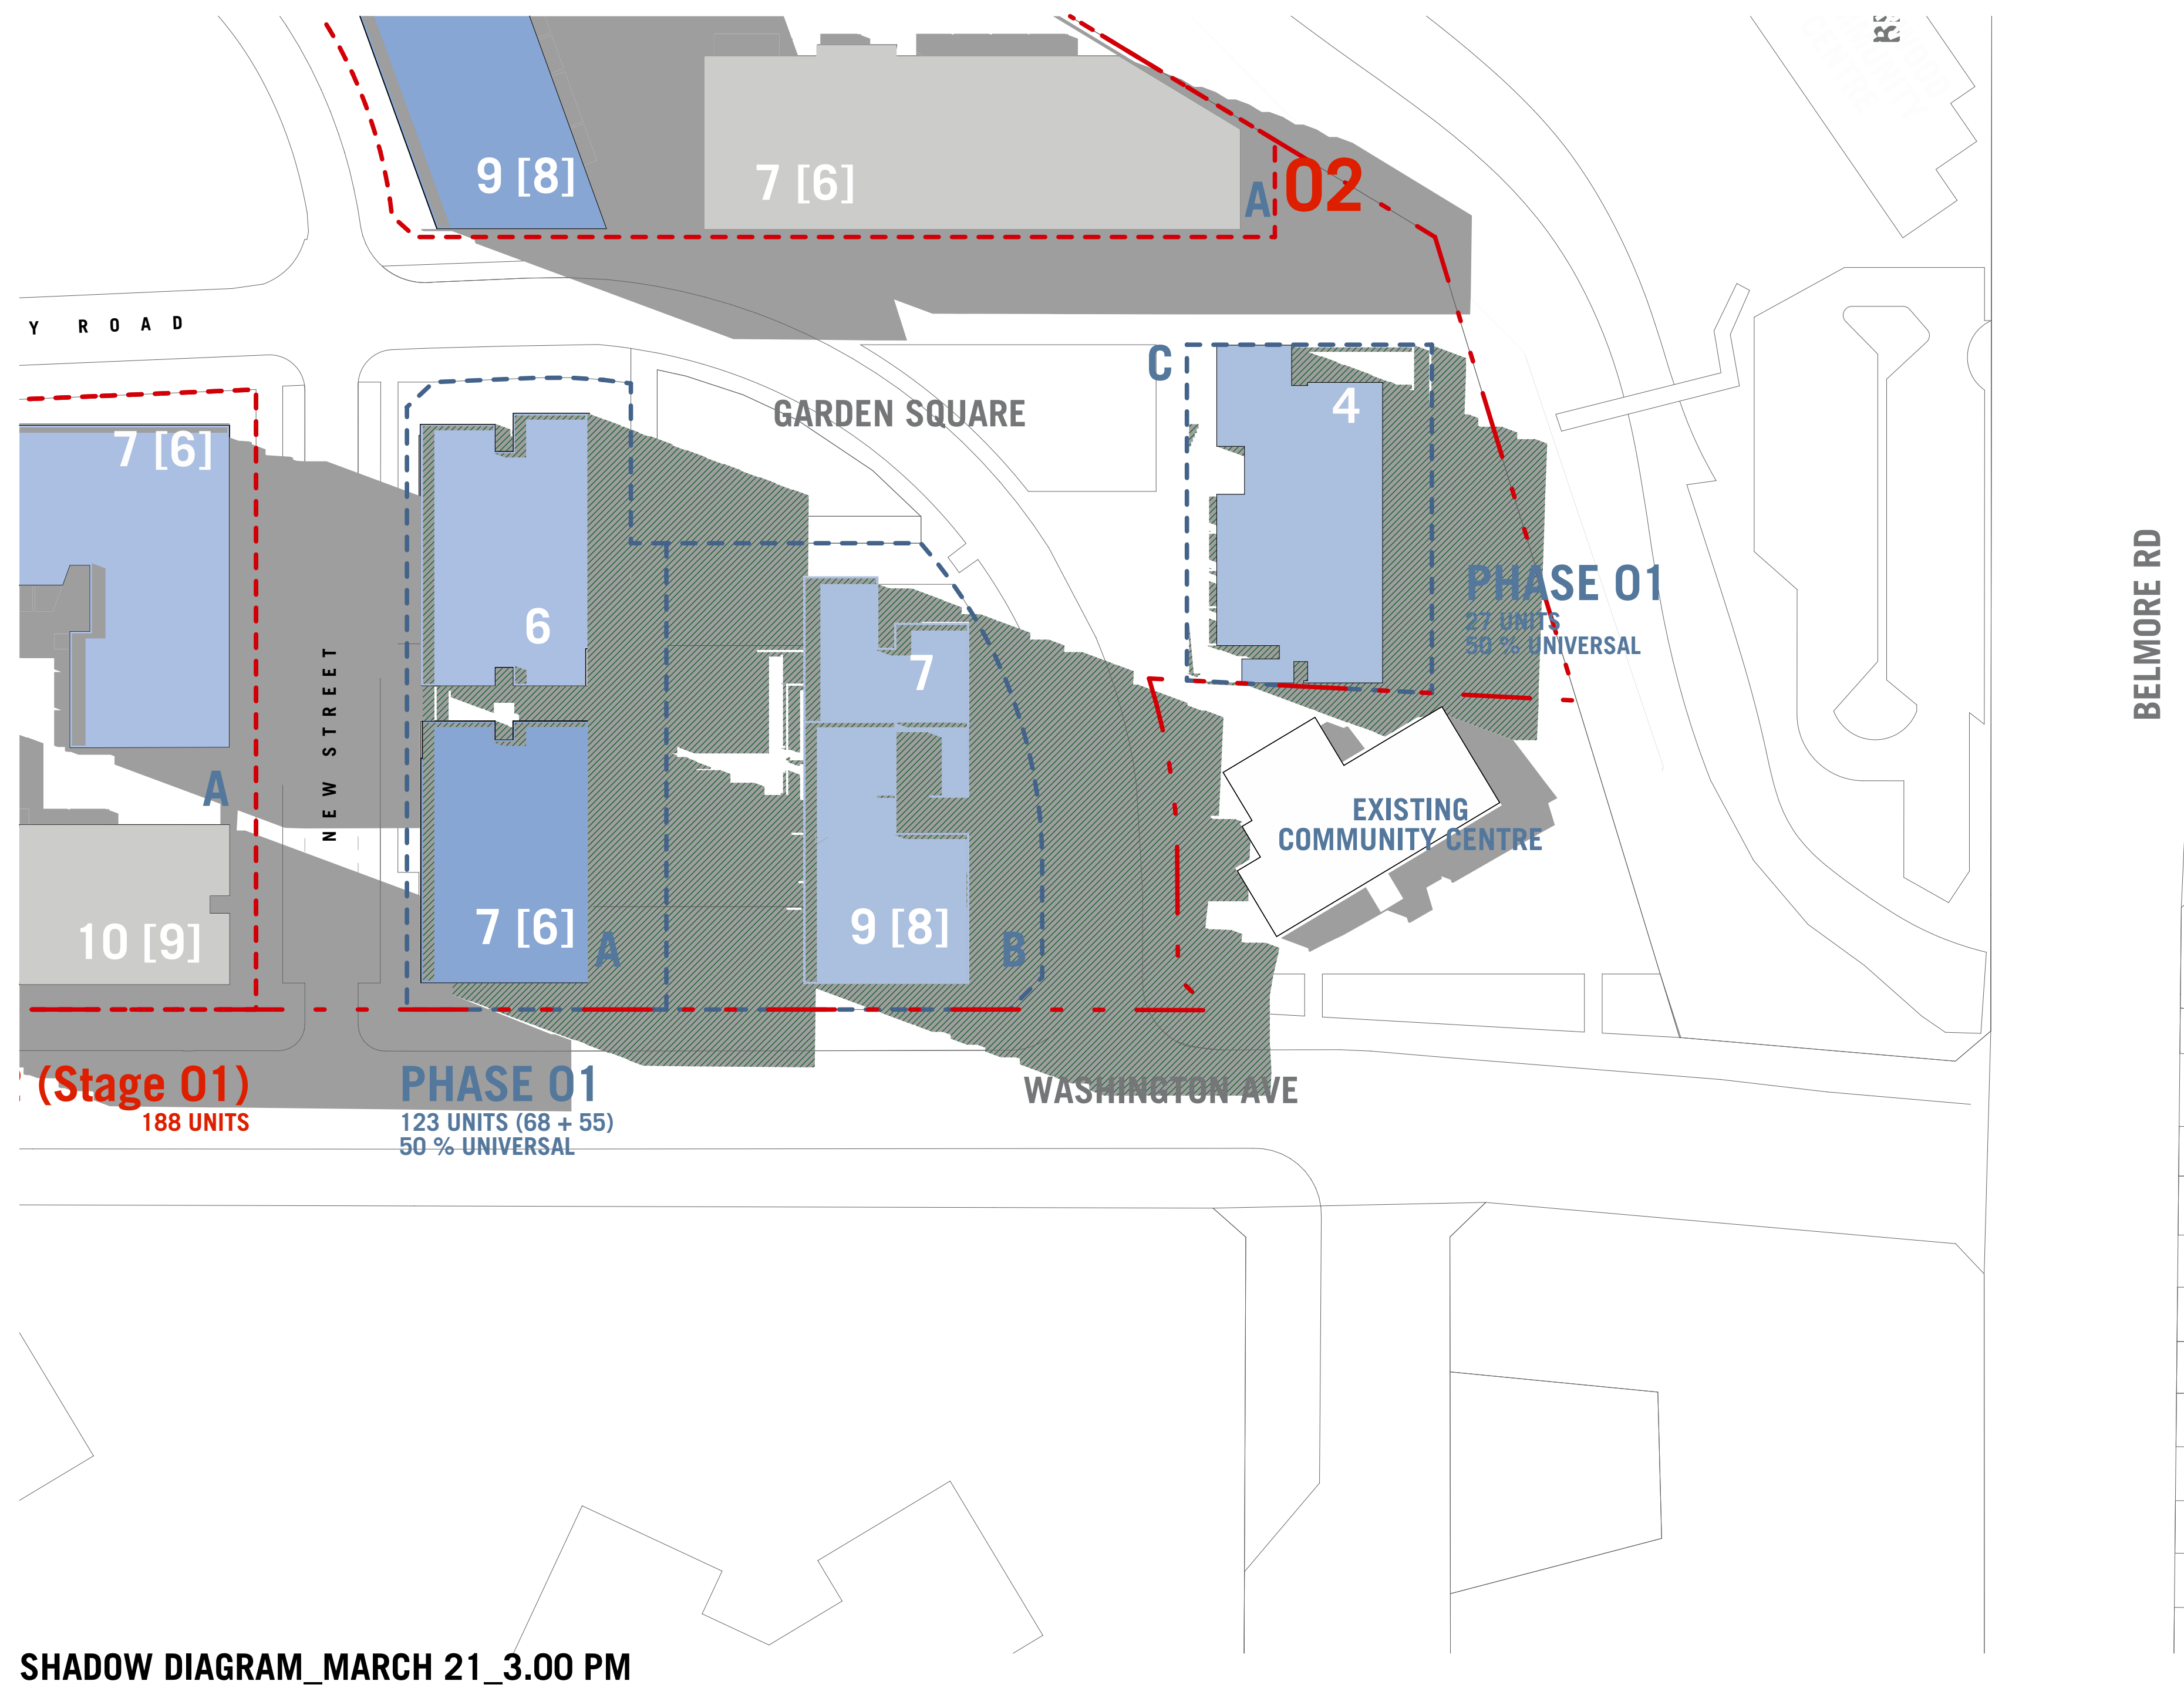 9 [8]
7 [6]
A
02
Y ROAD
C
4
GARDEN SQUARE
7 [6]
PHASE 01
27 UNITS
50 % UNIVERSAL
6
7
BELMORE RD
NEW STREET
A
EXISTING
COMMUNITY CENTRE
10 [9]
7 [6]
A
9 [8]
B
(Stage 01)
188 UNITS
PHASE 01
123 UNITS (68 + 55)
50 % UNIVERSAL
WASHINGTON AVE
SHADOW DIAGRAM_MARCH 21_3.00 PM